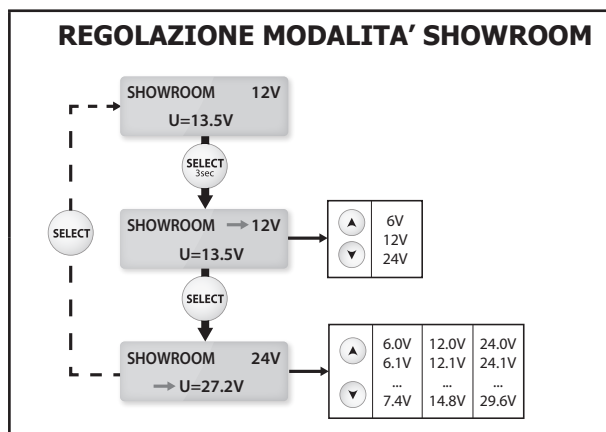 REGOLAZIONE MODALITA’ SHOWROOM
SHOWROOM 12V
U=13.5V
SELECT
3sec
SELECT
SHOWROOM 12V
U=13.5V
6V
12V
24V
SELECT
SHOWROOM 24V
U=27.2V
6.0V 12.0V 24.0V
6.1V 12.1V 24.1V
... ... ...
7.4V 14.8V 29.6V